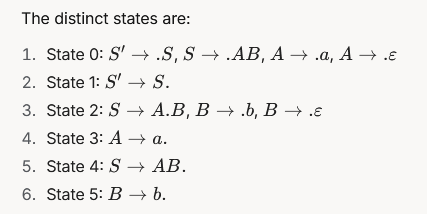 The distinct states are:
1. State 0: S′ → .S, S → .AB, A → .a, A → .ε
2. State 1: S′ → S.
3. State 2: S → A.B, B → .b, B → .ε
4. State 3: A → a.
5. State 4: S → AB.
6. State 5: B → b.